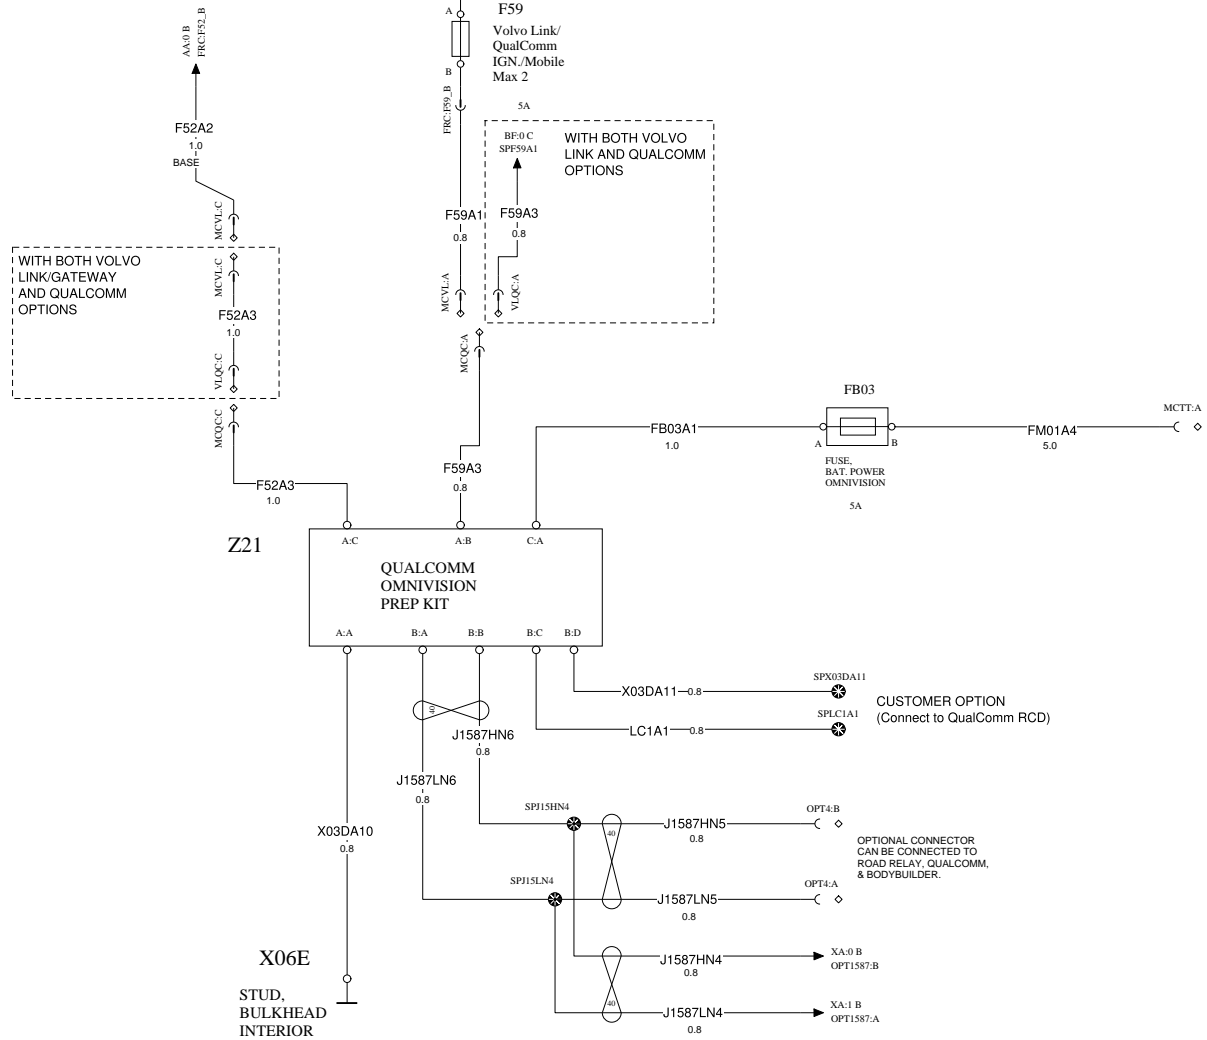 A
F59
Volvo Link/
QualComm
IGN./Mobile
Max 2
B
5A
FRC:F59_B
AA:0 B
FRC:F52_B
F52A2
1.0
BASE
MCVL:C
WITH BOTH VOLVO
LINK/GATEWAY
AND QUALCOMM
OPTIONS
MCVL:C
F52A3
1.0
VLQC:C
MCQC:C
F52A3
1.0
F59A1
0.8
MCVL:A
BF:0 C
SPF59A1
WITH BOTH VOLVO
LINK AND QUALCOMM
OPTIONS
F59A3
0.8
VLQC:A
MCQC:A
F59A3
0.8
FB03A1
1.0
FB03
A
B
FUSE,
BAT. POWER
OMNIVISION
5A
FM01A4
5.0
MCTT:A
Z21
A:C
A:B
C:A
QUALCOMM
OMNIVISION
PREP KIT
A:A
B:A
B:B
B:C
B:D
X03DA11
0.8
SPX03DA11
LC1A1
0.8
SPLC1A1
CUSTOMER OPTION
(Connect to QualComm RCD)
40
J1587HN6
0.8
J1587LN6
0.8
X03DA10
0.8
SPJ15HN4
40
J1587HN5
0.8
OPT4:B
OPTIONAL CONNECTOR
CAN BE CONNECTED TO
ROAD RELAY, QUALCOMM,
& BODYBUILDER.
SPJ15LN4
J1587LN5
0.8
OPT4:A
J1587HN4
0.8
XA:0 B
OPT1587:B
40
J1587LN4
0.8
XA:1 B
OPT1587:A
X06E
STUD,
BULKHEAD
INTERIOR